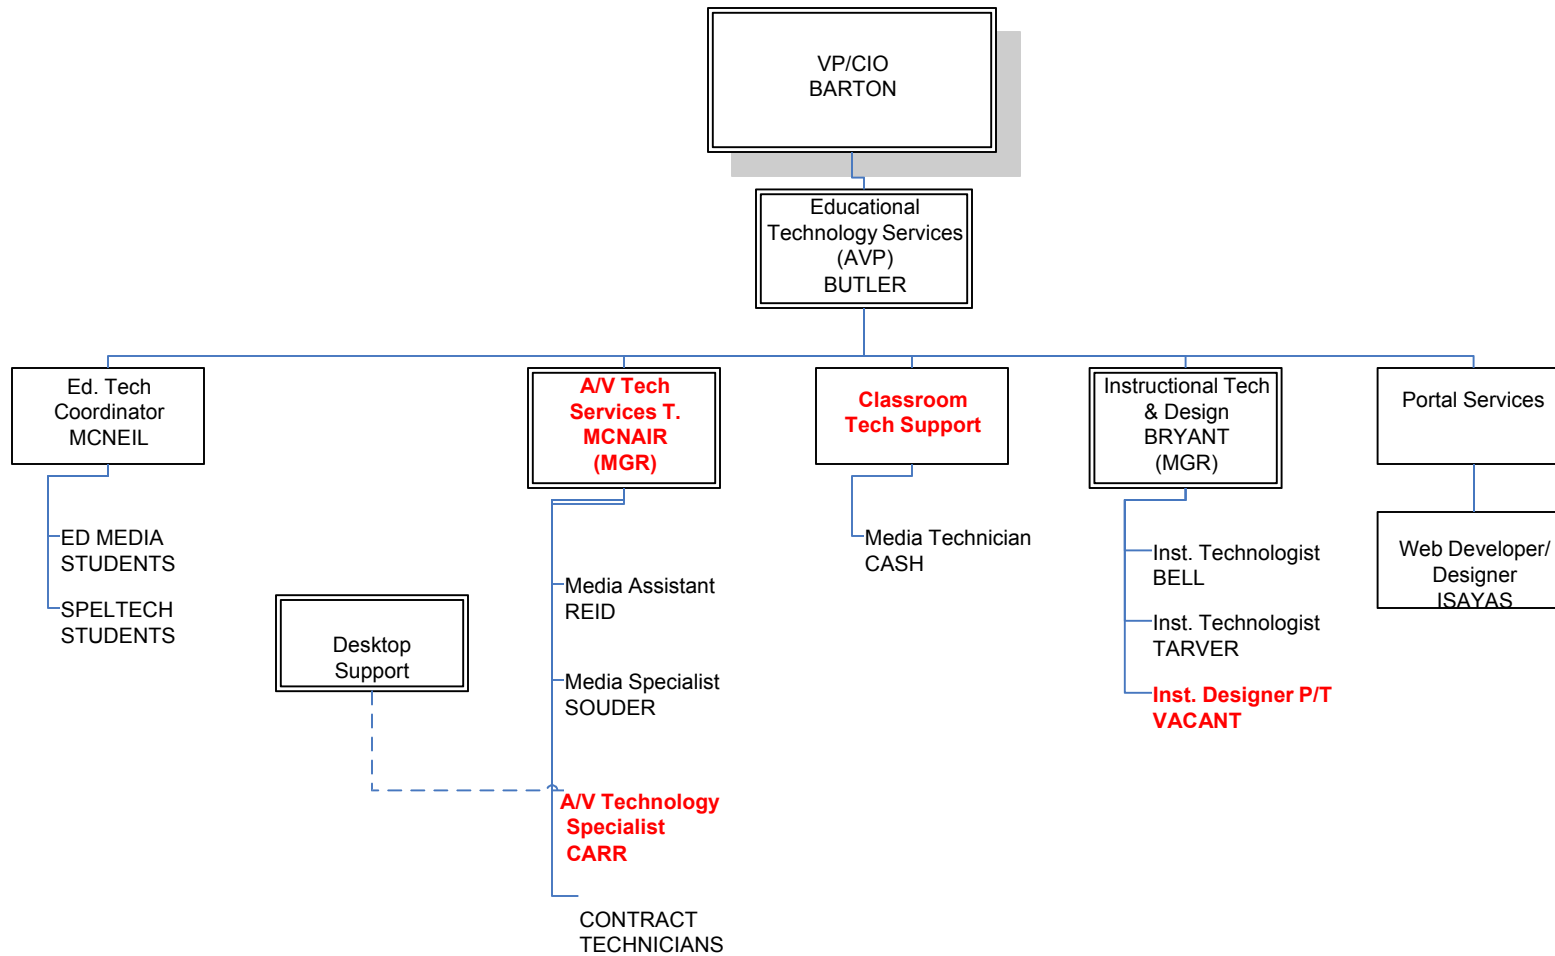 VP/CIO
BARTON
Educational
Technology Services
(AVP)
BUTLER
Ed. Tech
Coordinator
MCNEIL
ED MEDIA
STUDENTS
SPELTECH
STUDENTS
A/V Tech
Services T.
MCNAIR
(MGR)
Media Assistant
REID
Media Specialist
SOUDER
Desktop
Support
A/V Technology
Specialist
CARR
CONTRACT
TECHNICIANS
Classroom
Tech Support
Media Technician
CASH
Instructional Tech
& Design
BRYANT
(MGR)
Inst. Technologist
BELL
Inst. Technologist
TARVER
Inst. Designer P/T
VACANT
Portal Services
Web Developer/
Designer
ISAYAS